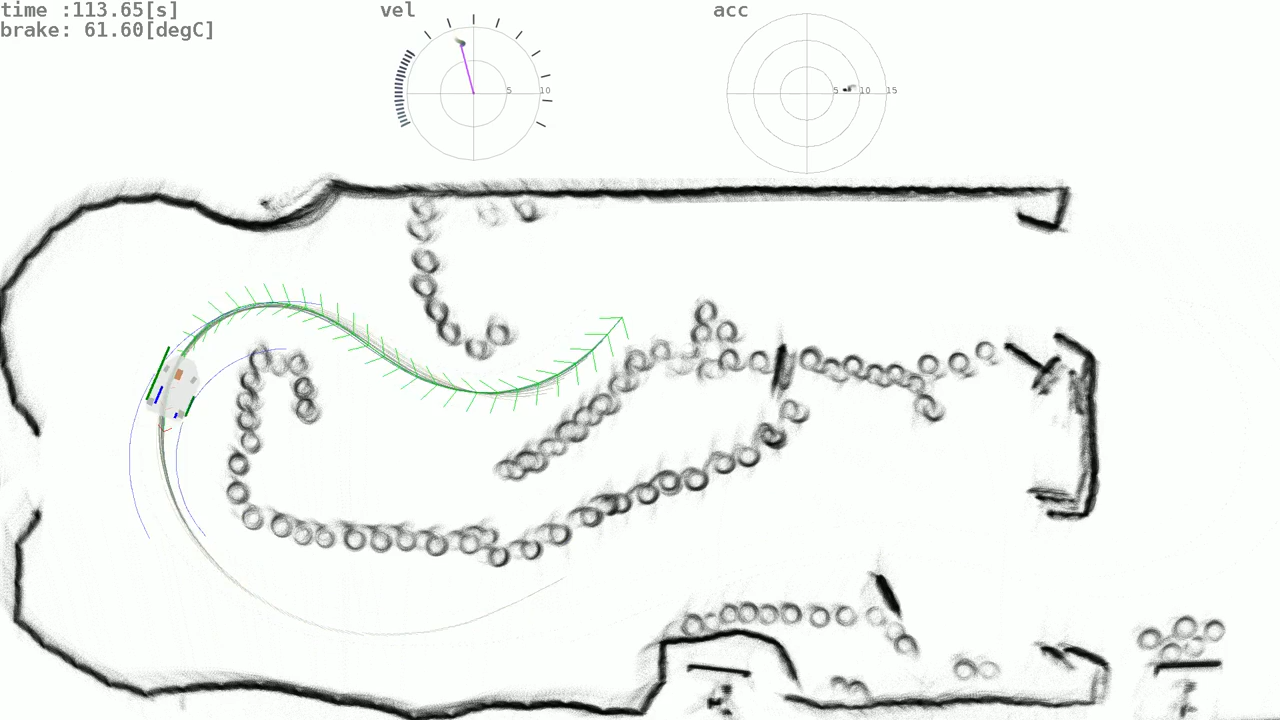 time :113.65[s]
brake: 61.60[degC]
vel
5
10
acc
5
10
15